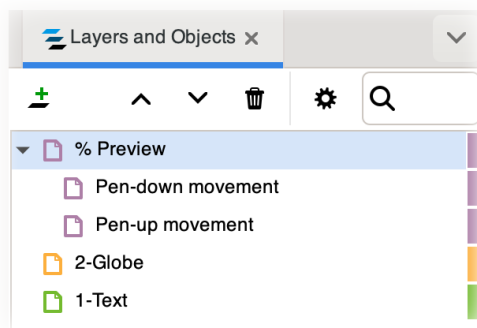 Layers and Objects
% Preview
Pen-down movement
Pen-up movement
2-Globe
1-Text